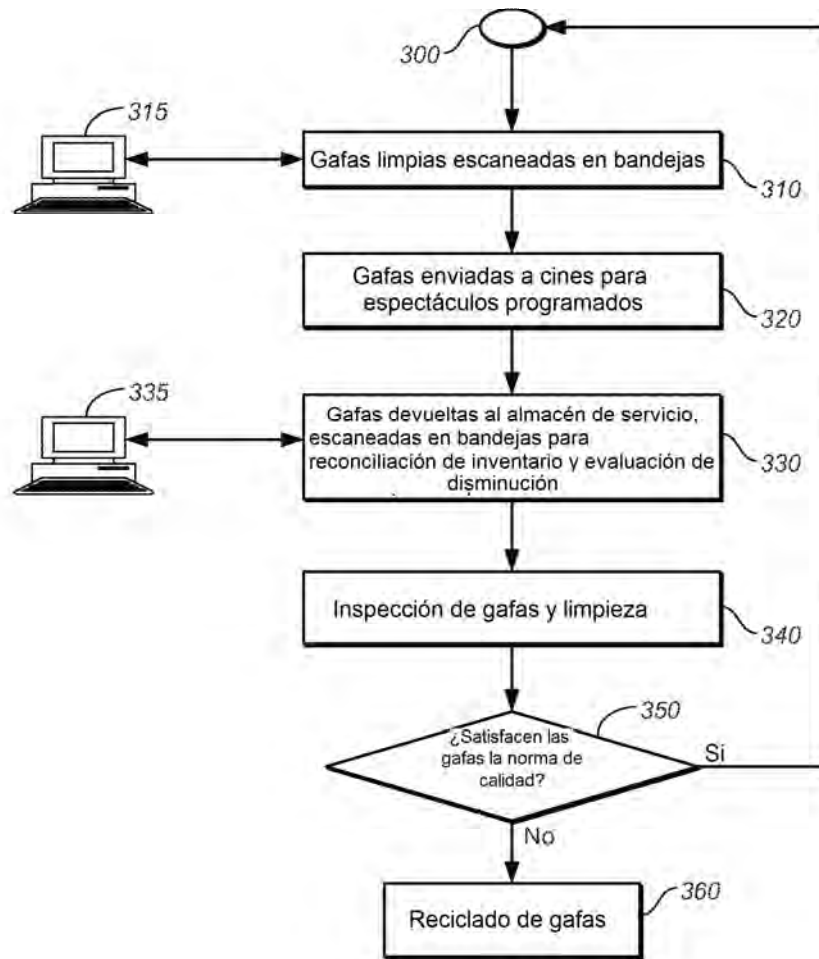 300
315
Gafas limpias escaneadas en bandejas
310
Gafas enviadas a cines para
espectáculos programados
320
335
Gafas devueltas al almacén de servicio,
escaneadas en bandejas para
reconciliación de inventario y evaluación de
disminución
330
Inspección de gafas y limpieza
340
350
¿Satisfacen las
gafas la norma de
calidad?
Si
No
Reciclado de gafas
360